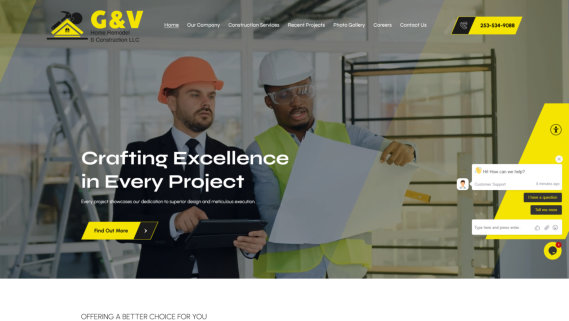 G&V
Home Remodel
& Construction LLC
Home Our Company Construction Services Recent Projects Photo Gallery Careers Contact Us
253-534-9088
Crafting Excellence
in Every Project
Every project showcases our dedication to superior design and meticulous execution.
Find Out More
Hi! How can we help?
Customer Support
I have a question
Tell me more
Type here and press enter..
OFFERING A BETTER CHOICE FOR YOU